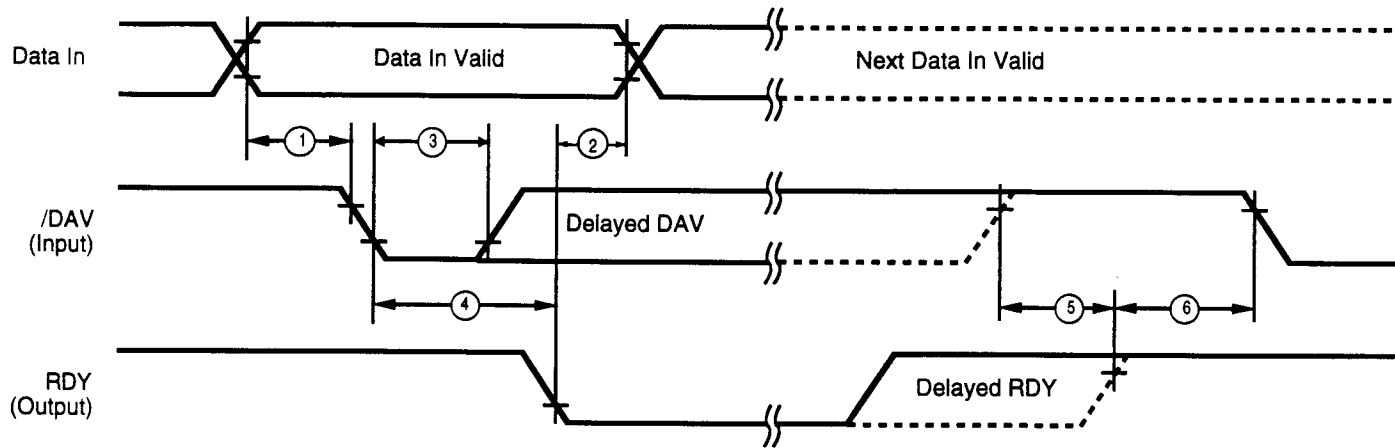 Data In
Data In Valid
Next Data In Valid
1
3
2
/DAV
(Input)
Delayed DAV
4
5
6
RDY
(Output)
Delayed RDY